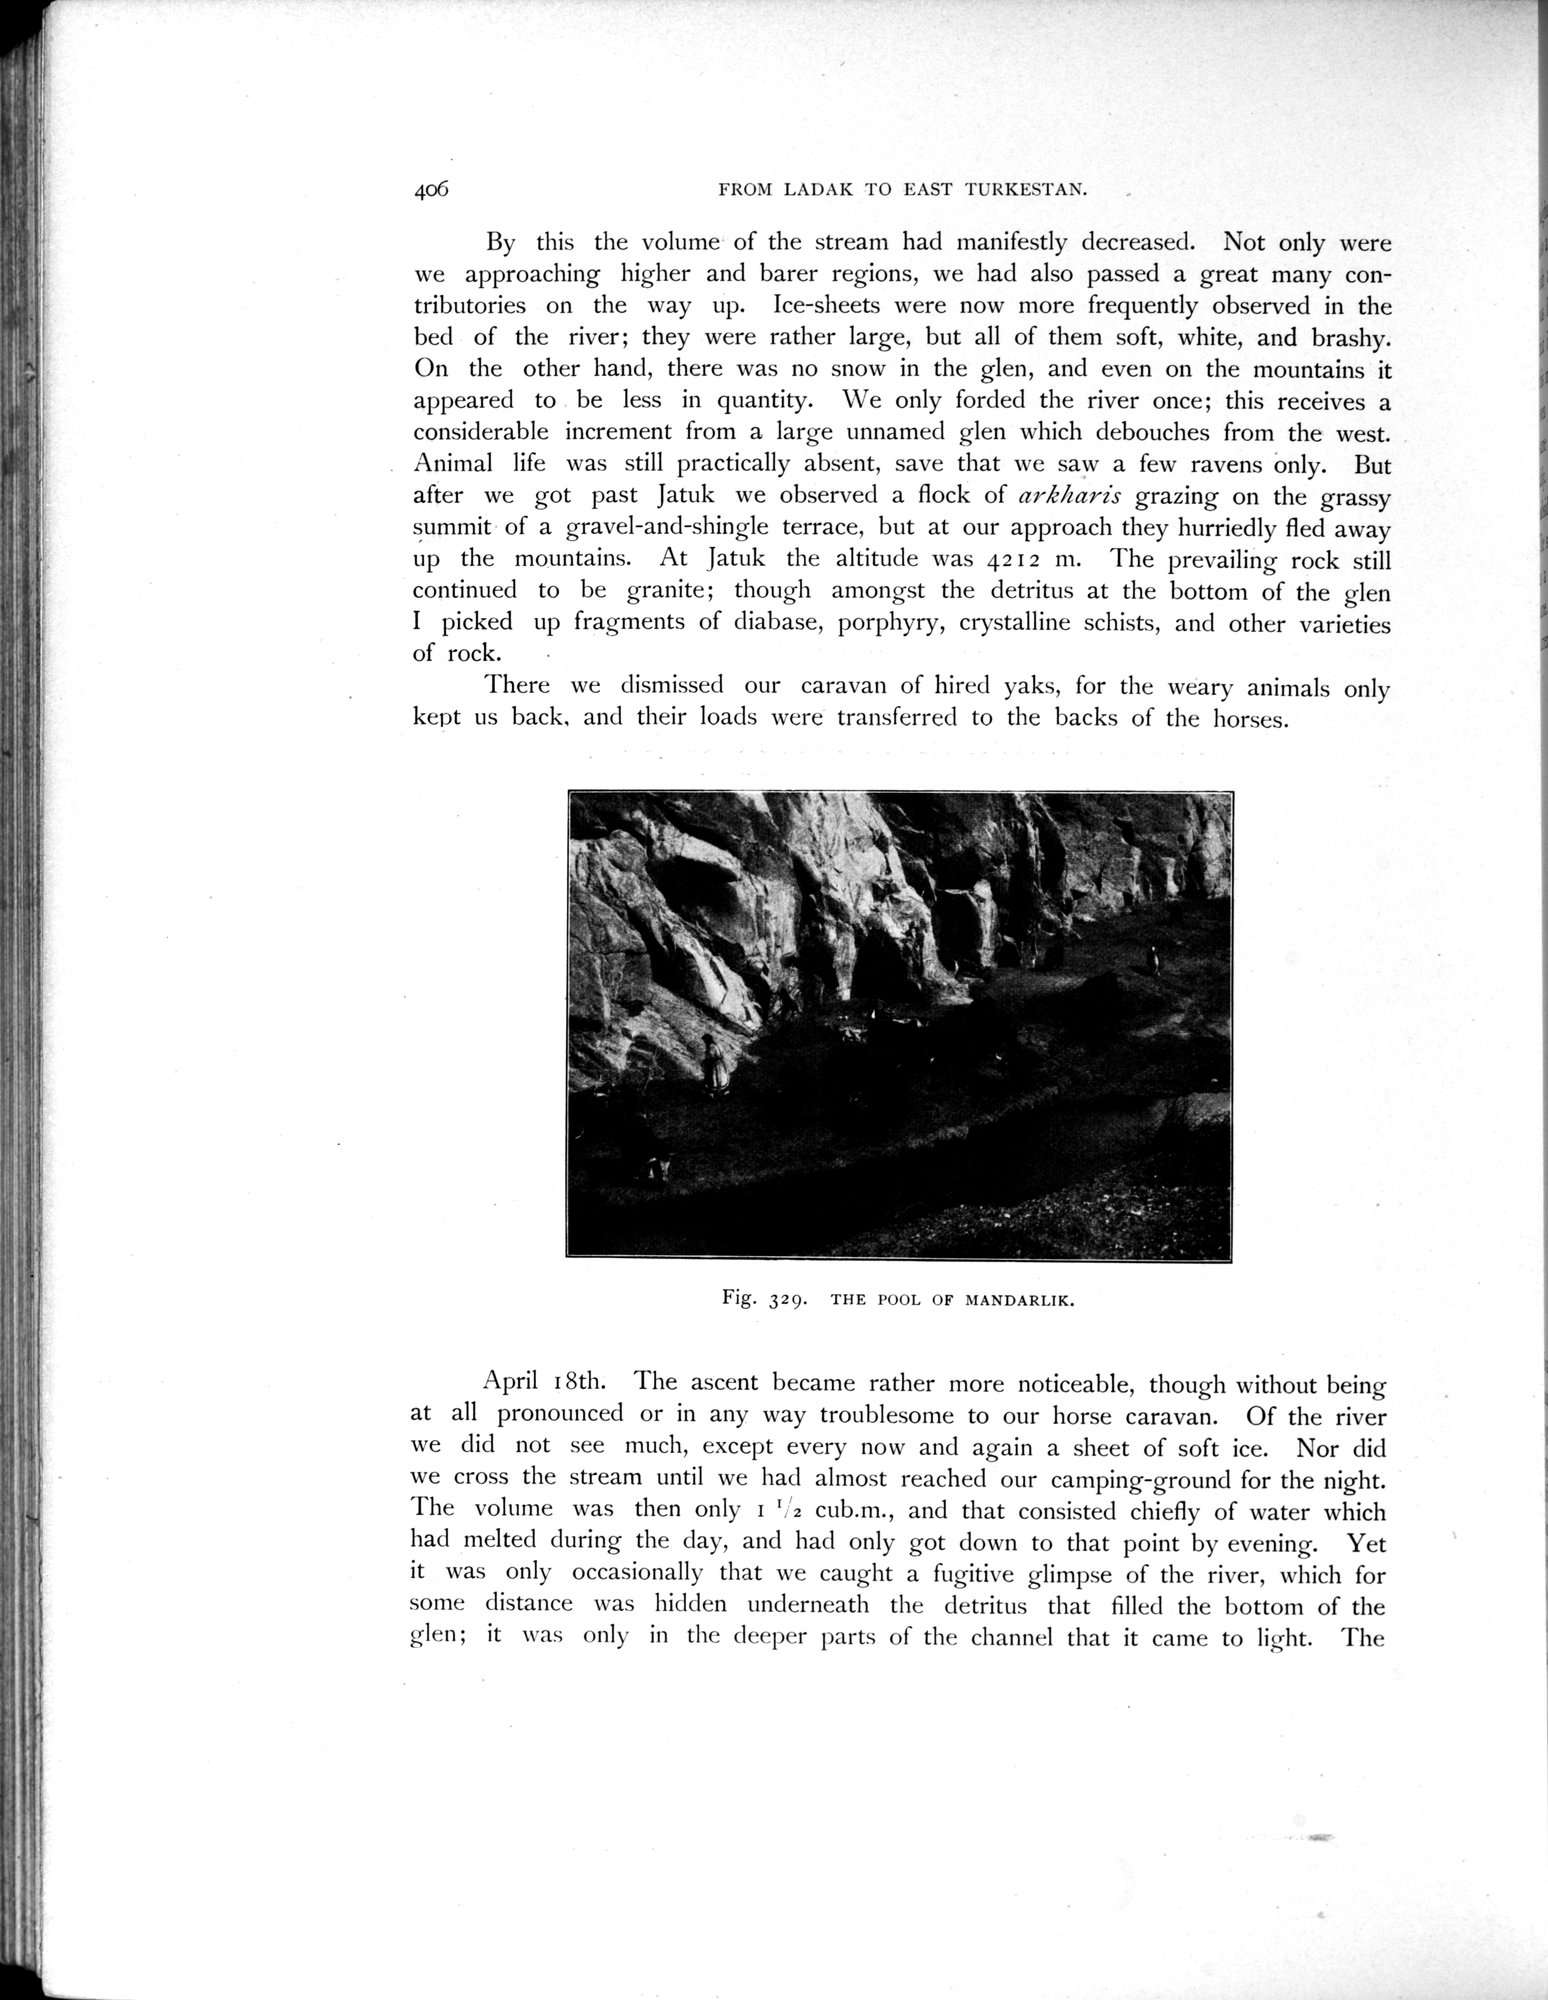 406
FROM LADAK TO EAST TURKESTAN.
By this the volume of the stream had manifestly decreased. Not only were
we approaching higher and barer regions, we had also passed a great many con-
tributories on the way up. Ice-sheets were now more frequently observed in the
bed of the river; they were rather large, but all of them soft, white, and brashy.
On the other hand, there was no snow in the glen, and even on the mountains it
appeared to be less in quantity. We only forded the river once; this receives a
considerable increment from a large unnamed glen which debouches from the west.
Animal life was still practically absent, save that we saw a few ravens only. But
after we got past Jatuk we observed a flock of arkharis grazing on the grassy
summit of a gravel-and-shingle terrace, but at our approach they hurriedly fled away
up the mountains. At Jatuk the altitude was 4212 m. The prevailing rock still
continued to be granite; though amongst the detritus at the bottom of the glen
I picked up fragments of diabase, porphyry, crystalline schists, and other varieties
of rock.
There we dismissed our caravan of hired yaks, for the weary animals only
kept us back, and their loads were transferred to the backs of the horses.
Fig. 329. THE POOL OF MANDARLIK.
April 18th. The ascent became rather more noticeable, though without being
at all pronounced or in any way troublesome to our horse caravan. Of the river
we did not see much, except every now and again a sheet of soft ice. Nor did
we cross the stream until we had almost reached our camping-ground for the night.
The volume was then only 1 1/2 cub.m., and that consisted chiefly of water which
had melted during the day, and had only got down to that point by evening. Yet
it was only occasionally that we caught a fugitive glimpse of the river, which for
some distance was hidden underneath the detritus that filled the bottom of the
glen; it was only in the deeper parts of the channel that it came to light. The